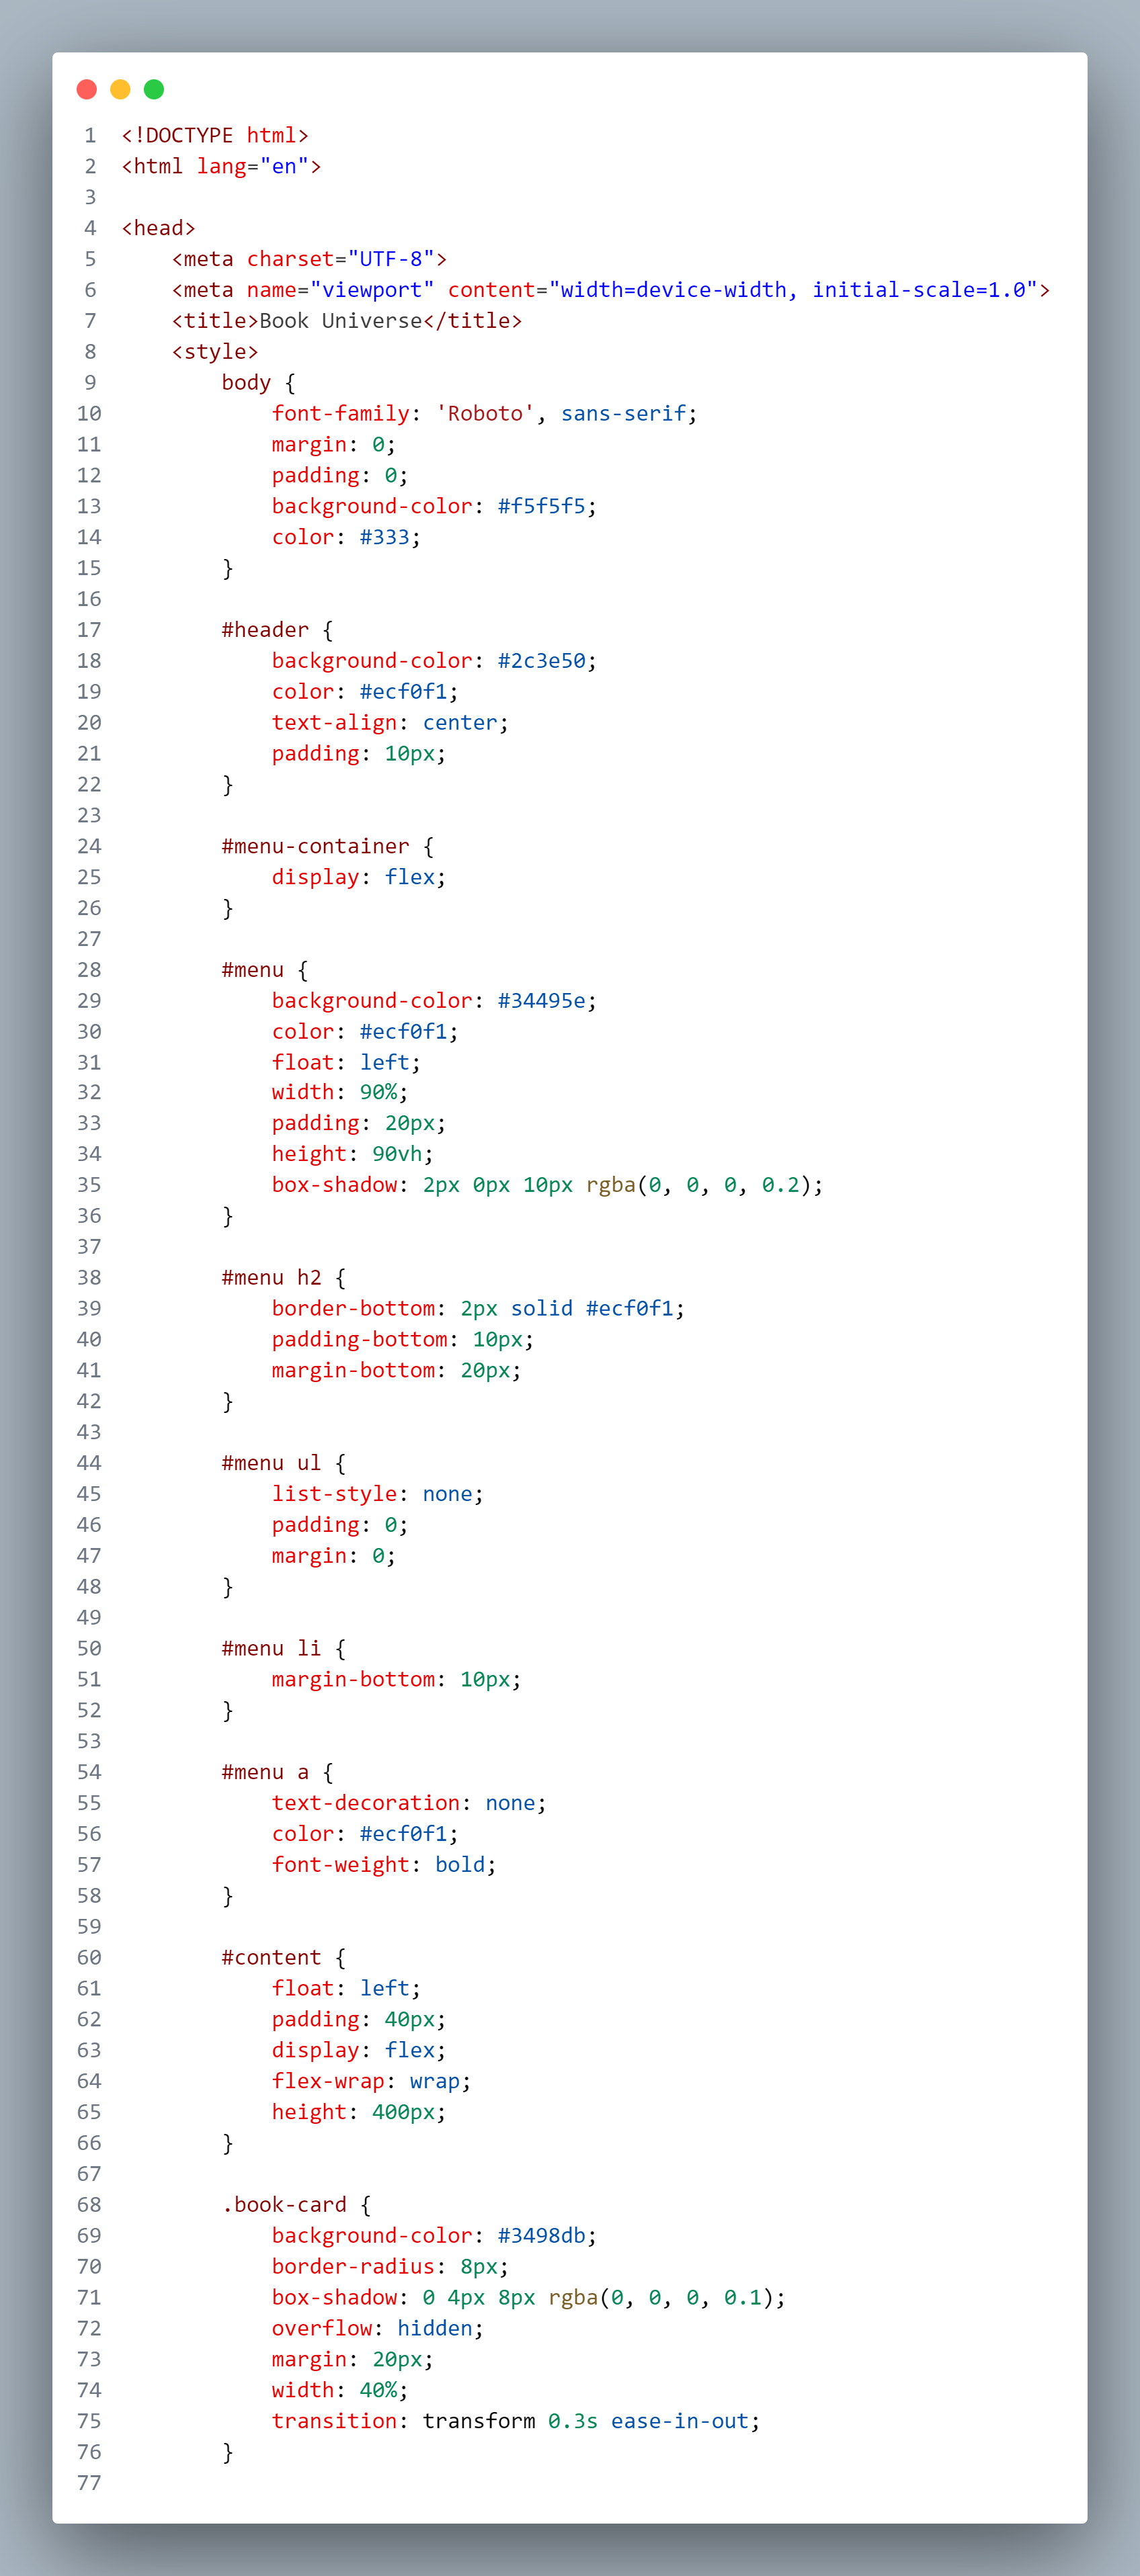 1 <!DOCTYPE html>
2 <html lang="en">
3
4 <head>
5     <meta charset="UTF-8">
6     <meta name="viewport" content="width=device-width, initial-scale=1.0">
7     <title>Book Universe</title>
8     <style>
9         body {
10             font-family: 'Roboto', sans-serif;
11             margin: 0;
12             padding: 0;
13             background-color: #f5f5f5;
14             color: #333;
15         }
16
17         #header {
18             background-color: #2c3e50;
19             color: #ecf0f1;
20             text-align: center;
21             padding: 10px;
22         }
23
24         #menu-container {
25             display: flex;
26         }
27
28         #menu {
29             background-color: #34495e;
30             color: #ecf0f1;
31             float: left;
32             width: 90%;
33             padding: 20px;
34             height: 90vh;
35             box-shadow: 2px 0px 10px rgba(0, 0, 0, 0.2);
36         }
37
38         #menu h2 {
39             border-bottom: 2px solid #ecf0f1;
40             padding-bottom: 10px;
41             margin-bottom: 20px;
42         }
43
44         #menu ul {
45             list-style: none;
46             padding: 0;
47             margin: 0;
48         }
49
50         #menu li {
51             margin-bottom: 10px;
52         }
53
54         #menu a {
55             text-decoration: none;
56             color: #ecf0f1;
57             font-weight: bold;
58         }
59
60         #content {
61             float: left;
62             padding: 40px;
63             display: flex;
64             flex-wrap: wrap;
65             height: 400px;
66         }
67
68         .book-card {
69             background-color: #3498db;
70             border-radius: 8px;
71             box-shadow: 0 4px 8px rgba(0, 0, 0, 0.1);
72             overflow: hidden;
73             margin: 20px;
74             width: 40%;
75             transition: transform 0.3s ease-in-out;
76         }
77